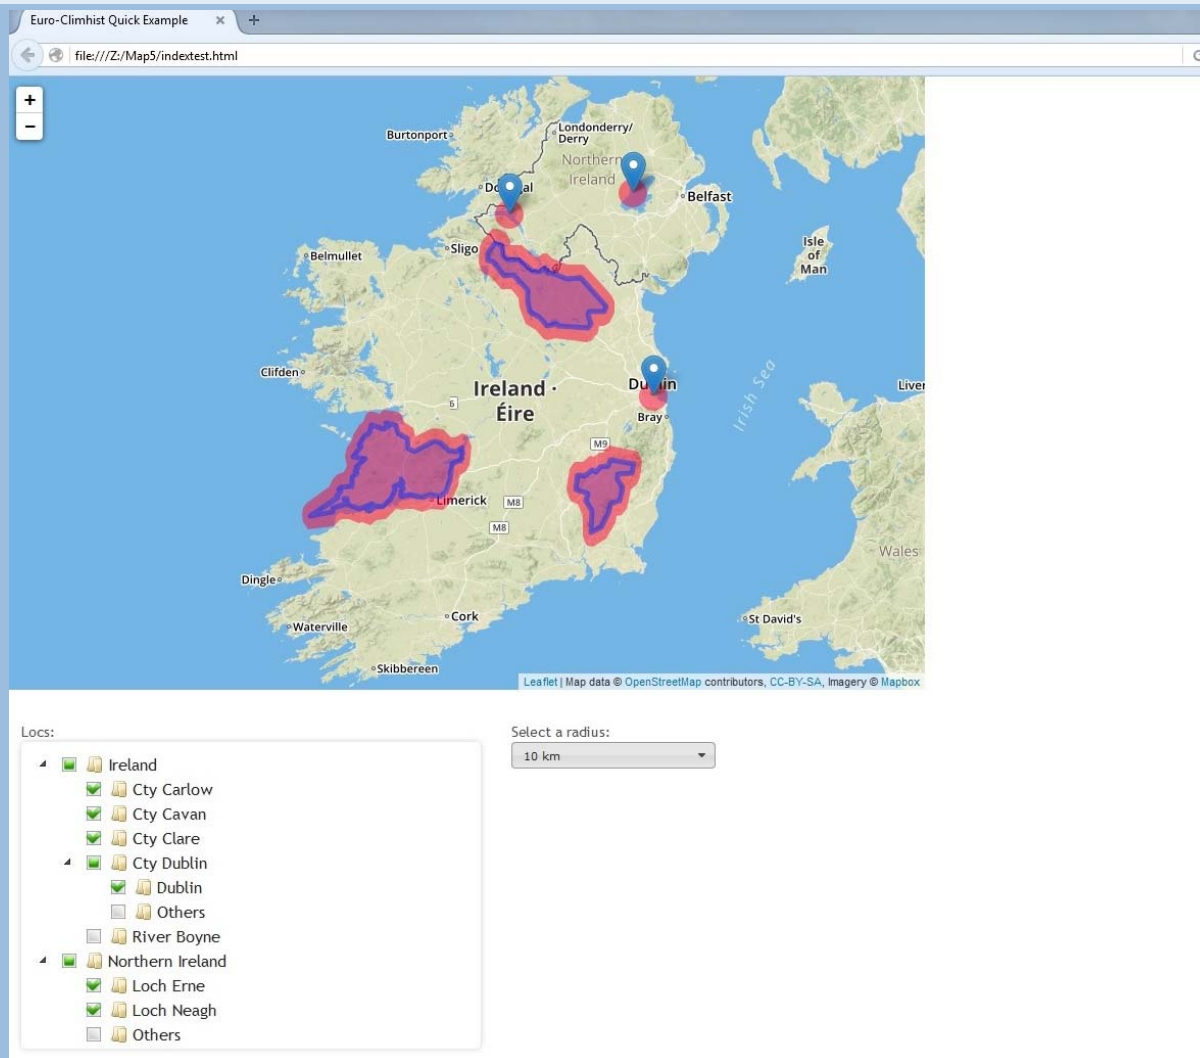 Euro-Climhist Quick Example × +
file:///Z:/Map5/indextest.html
+
−
Burtonport
Londonderry/
Derry
Northern
Ireland
Belfast
Sligo
Belmullet
Isle
of
Man
Clifden
Ireland
Éire
6
Bray
Irish Sea
M9
Limerick
M8
M8
Wales
Dingle
Cork
Waterville
St David's
Skibbereen
Leaflet | Map data © OpenStreetMap contributors, CC-BY-SA, Imagery © Mapbox
Locs:
Select a radius:
10 km
Ireland
Cty Carlow
Cty Cavan
Cty Clare
Cty Dublin
Dublin
Others
River Boyne
Northern Ireland
Loch Erne
Loch Neagh
Others